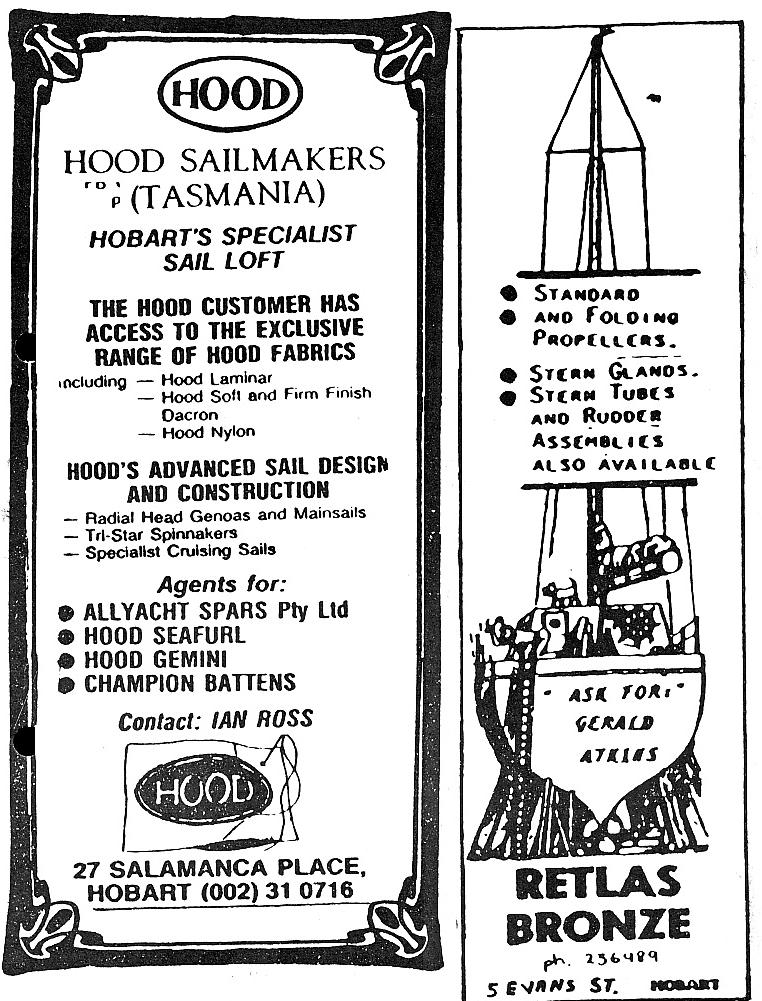 HOOD
HOOD SAILMAKERS
(TASMANIA)
HOBART'S SPECIALIST
SAIL LOFT
THE HOOD CUSTOMER HAS
ACCESS TO THE EXCLUSIVE
RANGE OF HOOD FABRICS
including — Hood Laminar
— Hood Soft and Firm Finish
Dacron
— Hood Nylon
HOOD'S ADVANCED SAIL DESIGN
AND CONSTRUCTION
— Radial Head Genoas and Mainsails
— Tri-Star Spinnakers
— Specialist Cruising Sails
Agents for:
● ALLYACHT SPARS Pty Ltd
● HOOD SEAFURL
● HOOD GEMINI
● CHAMPION BATTENS
Contact: IAN ROSS
HOOD
27 SALAMANCA PLACE,
HOBART (002) 31 0716
● STANDARD
● AND FOLDING
PROPELLERS.
● STERN GLANDS.
● STERN TUBES
AND RUDDER
ASSEMBLIES
ALSO AVAILABLE
" ASK FOR: "
GERALD
ATKINS
RETLAS
BRONZE
ph. 236489
5 EVANS ST. HOBART